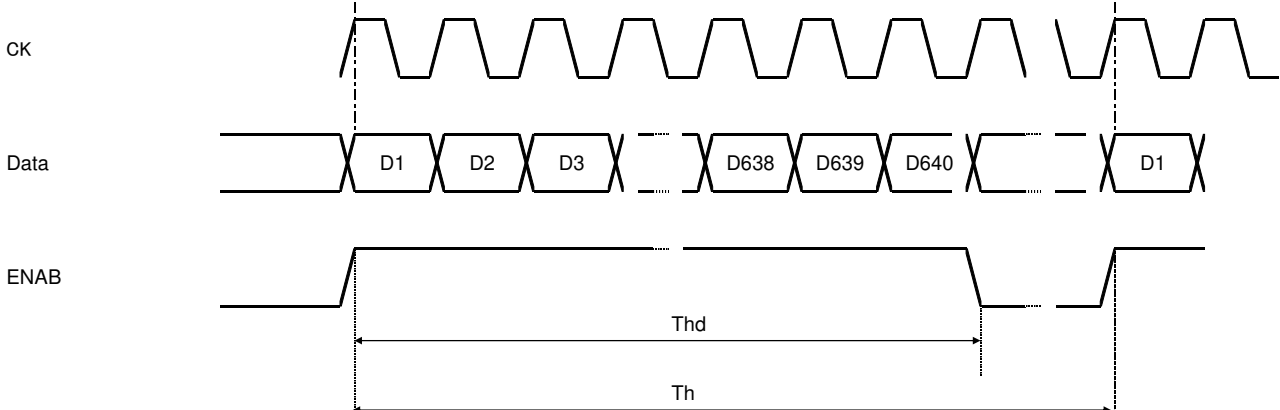 CK
Data
D1 D2 D3 D638 D639 D640 D1
ENAB
Thd
Th